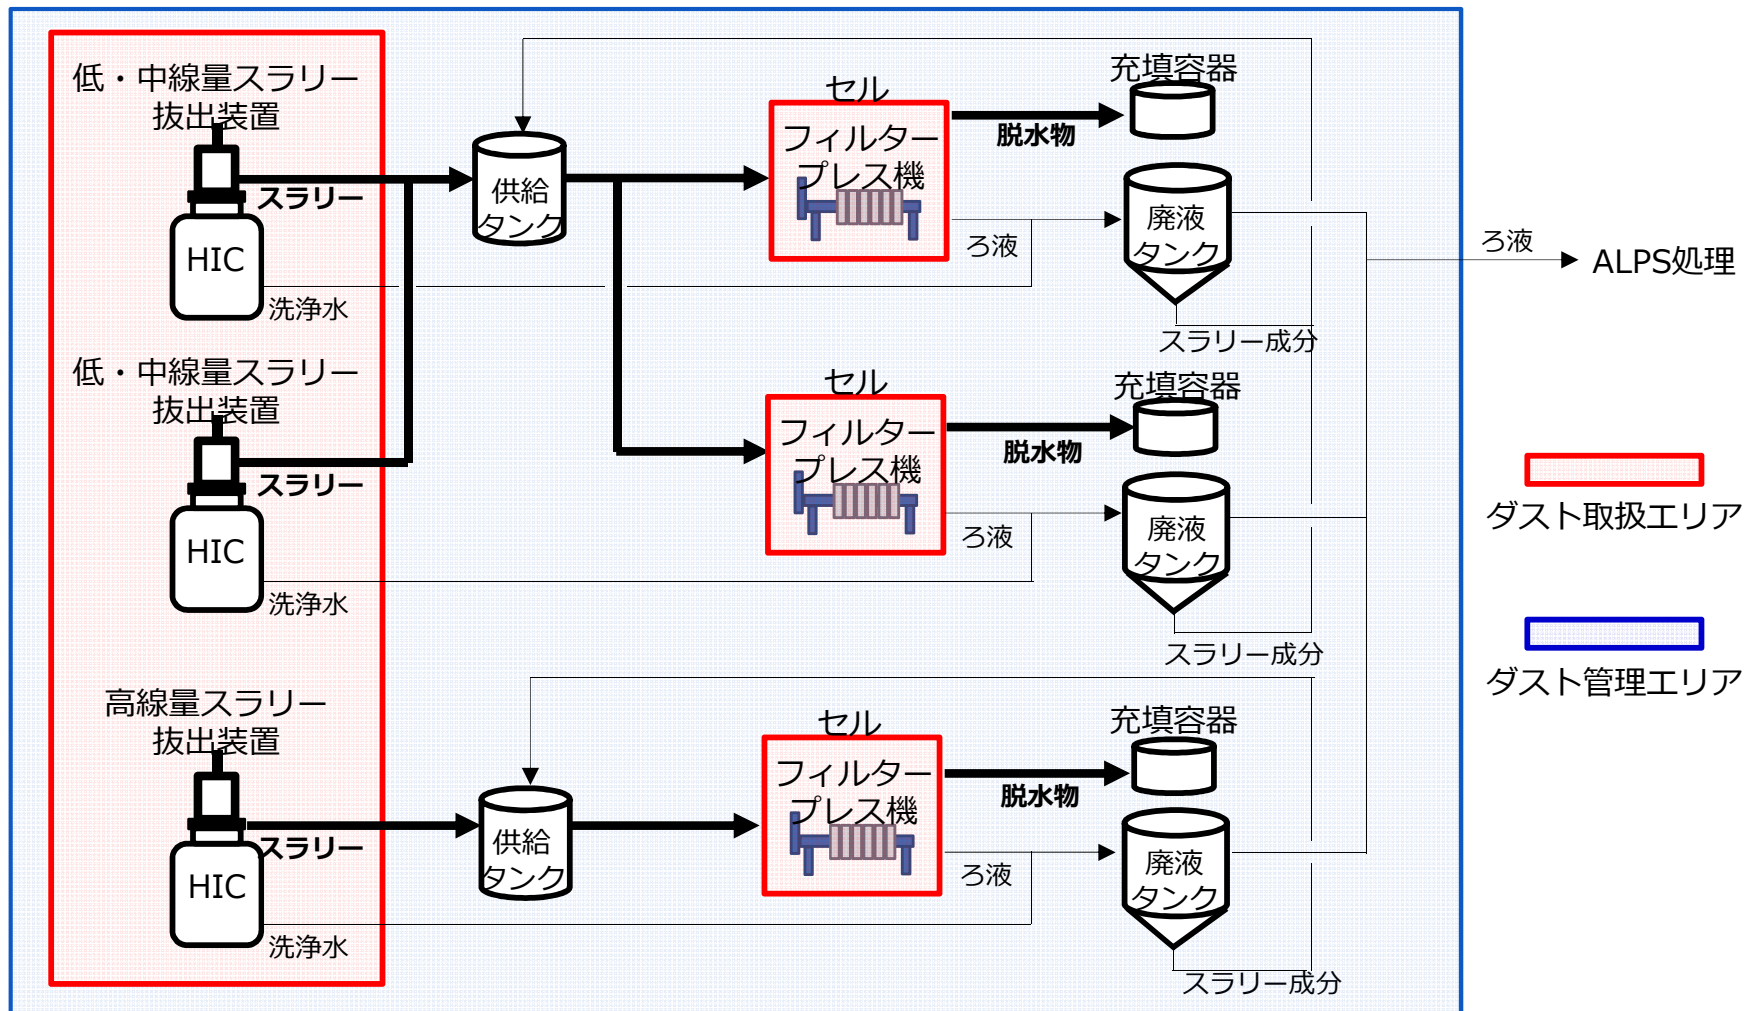 低・中線量スラリー
抜出装置
スラリー
HIC
洗浄水
供給
タンク
セル
フィルター
プレス機
脱水物
充填容器
ろ液
廃液
タンク
スラリー成分
ろ液
ALPS処理
低・中線量スラリー
抜出装置
スラリー
HIC
洗浄水
セル
フィルター
プレス機
脱水物
充填容器
ろ液
廃液
タンク
スラリー成分
高線量スラリー
抜出装置
スラリー
HIC
洗浄水
供給
タンク
セル
フィルター
プレス機
脱水物
充填容器
ろ液
廃液
タンク
スラリー成分
ダスト取扱エリア
ダスト管理エリア